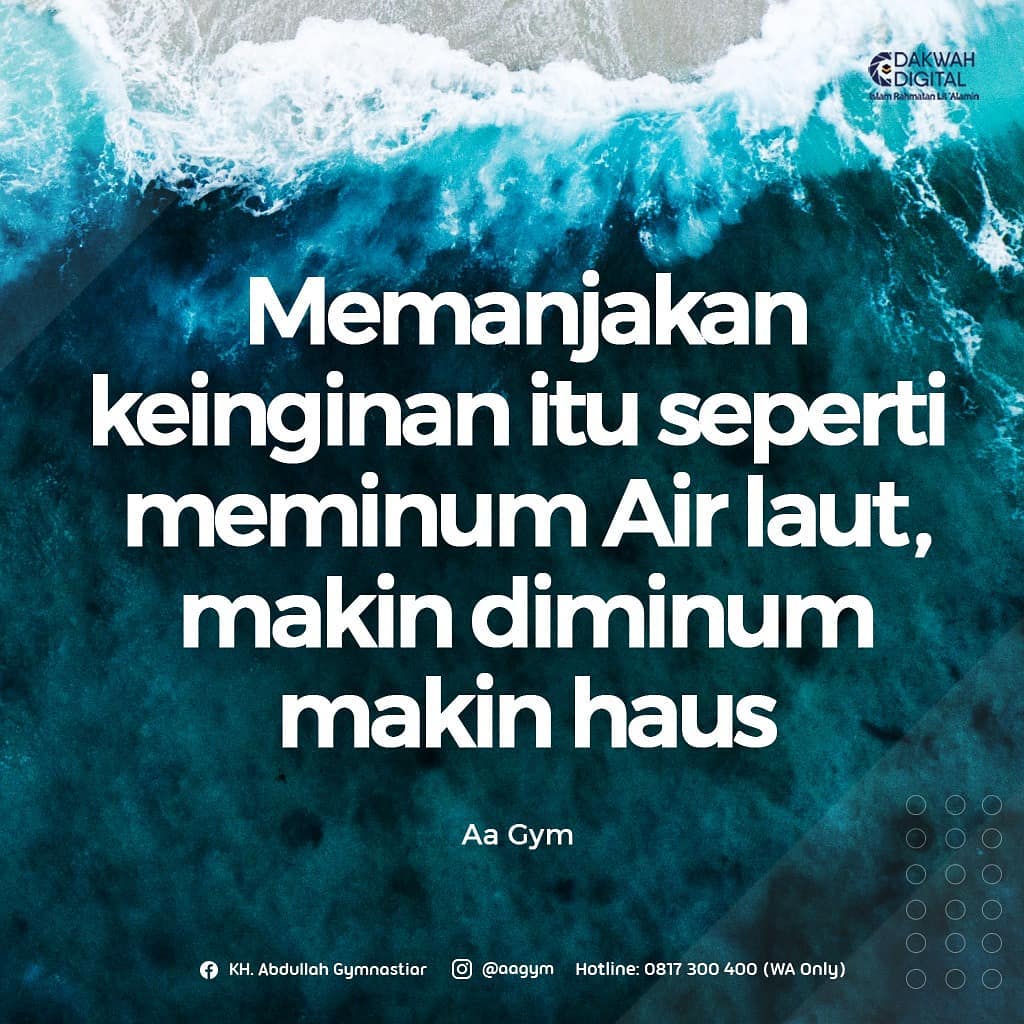 DAKWAH
DIGITAL
Islam Rahmatan Lil 'Alamin
Memanjakan
keinginan itu seperti
meminum Air laut,
makin diminum
makin haus
Aa Gym
KH. Abdullah Gymnastiar @aagym Hotline: 0817 300 400 (WA Only)